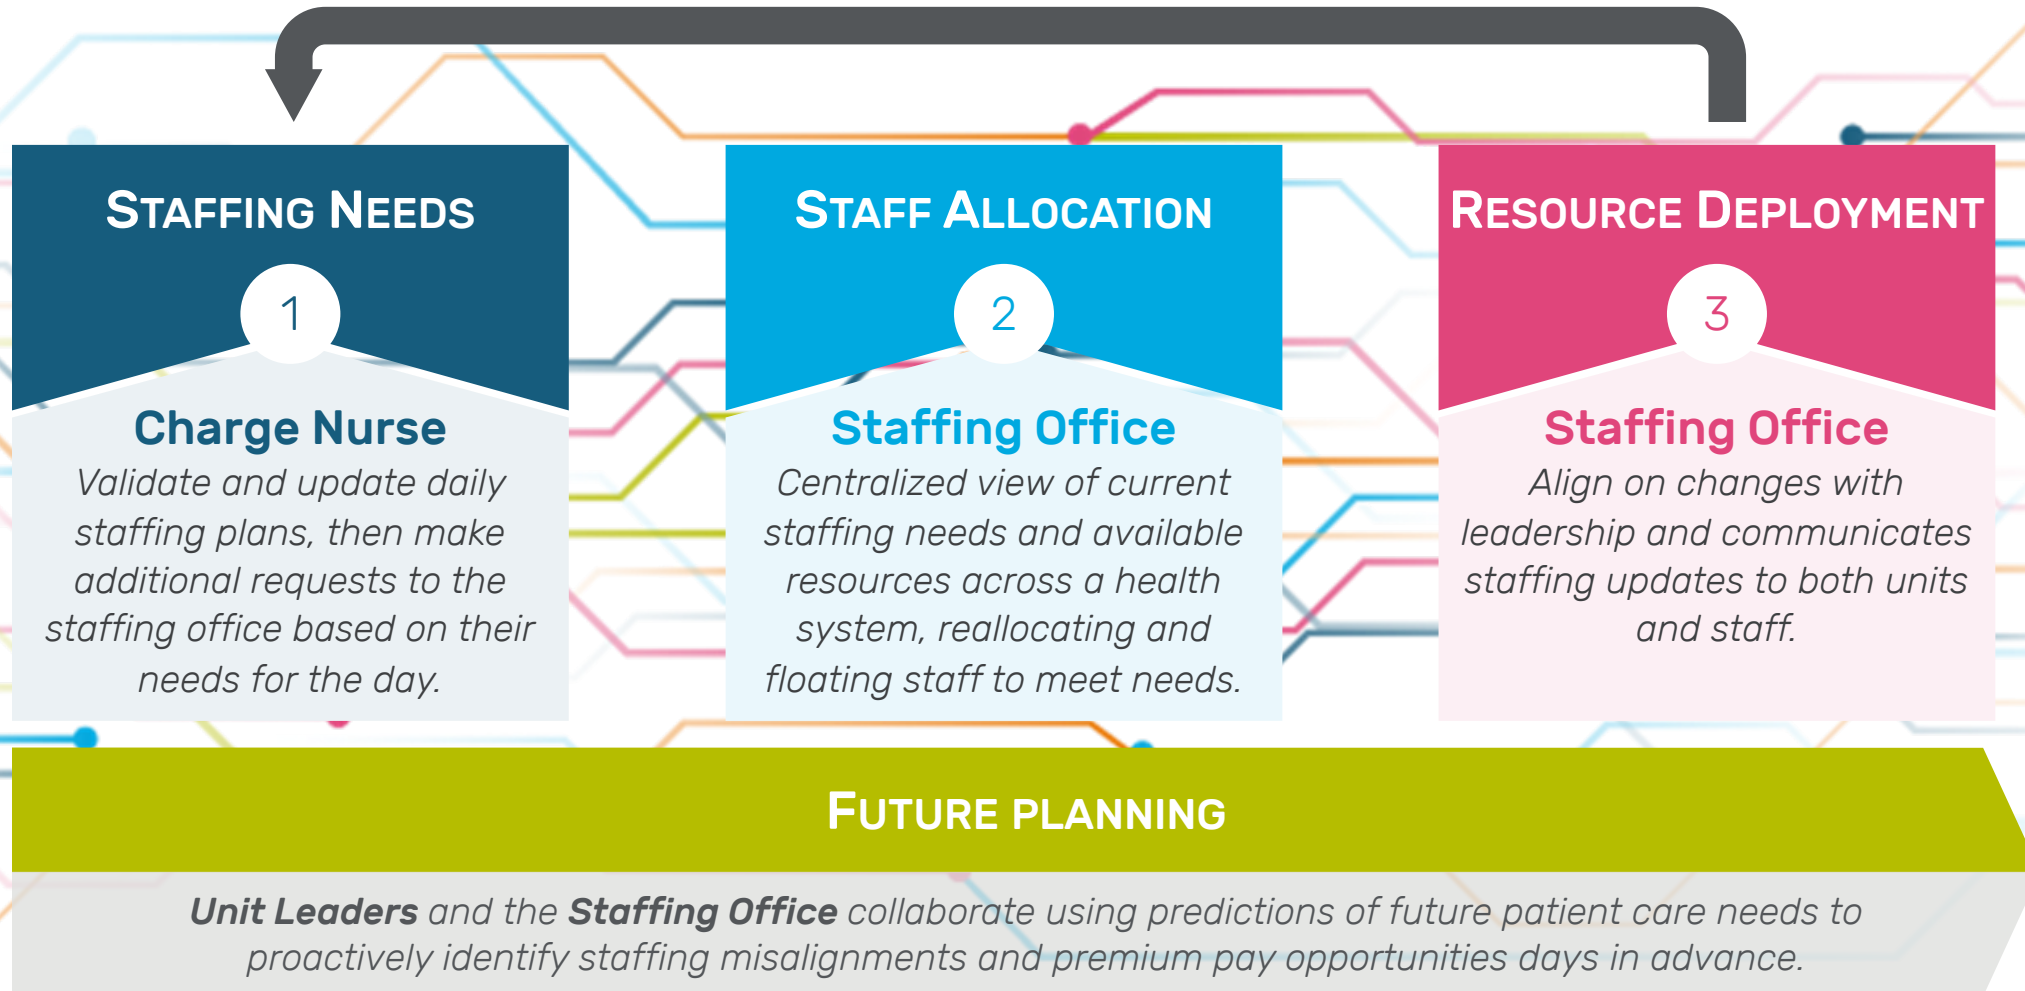 STAFFING NEEDS
1
Charge Nurse
Validate and update daily
staffing plans, then make
additional requests to the
staffing office based on their
needs for the day.
STAFF ALLOCATION
2
Staffing Office
Centralized view of current
staffing needs and available
resources across a health
system, reallocating and
floating staff to meet needs.
RESOURCE DEPLOYMENT
3
Staffing Office
Align on changes with
leadership and communicates
staffing updates to both units
and staff.
FUTURE PLANNING
Unit Leaders and the Staffing Office collaborate using predictions of future patient care needs to
proactively identify staffing misalignments and premium pay opportunities days in advance.